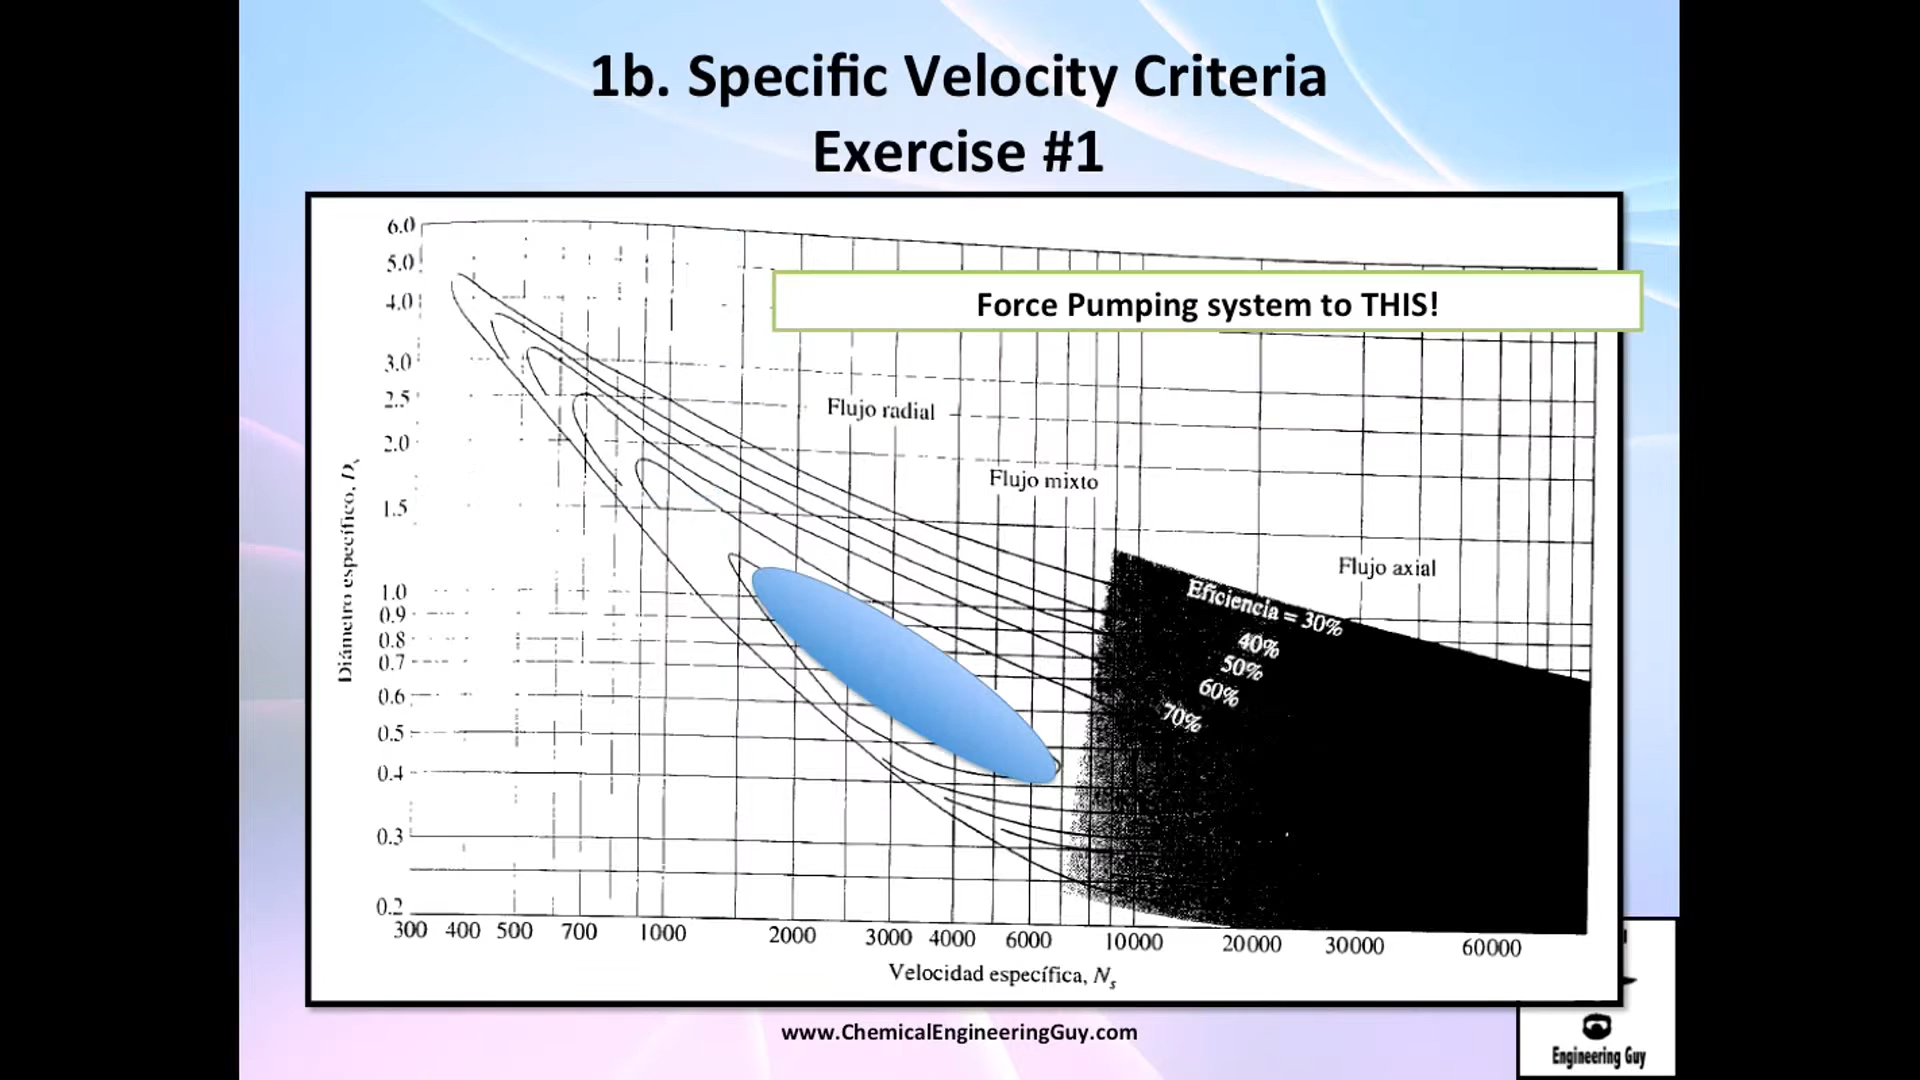 1b. Specific Velocity Criteria
Exercise #1
Force Pumping system to THIS!
6.0
5.0
4.0
3.0
2.5
2.0
1.5
1.0
0.9
0.8
0.7
0.6
0.5
0.4
0.3
0.2
Diámetro específico, Ds
Flujo radial
Flujo mixto
Flujo axial
Eficiencia = 30%
40%
50%
60%
70%
300 400 500 700 1000 2000 3000 4000 6000 10000 20000 30000 60000
Velocidad específica, Ns
www.ChemicalEngineeringGuy.com
Engineering Guy